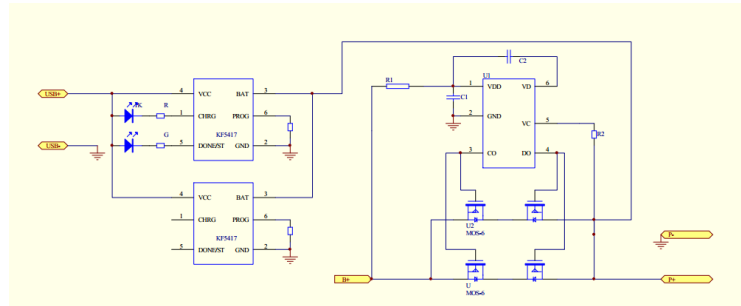 USB+
USB-
K
R
G
4
VCC
BAT
3
1
CHRG
PROG
6
KF5417
5
DONE/ST
GND
2
4
VCC
BAT
3
1
CHRG
PROG
6
KF5417
5
DONE/ST
GND
2
R1
C2
U1
C1
1
VDD
VD
6
2
GND
VC
5
R2
3
CO
DO
4
U2
MOS-6
U
MOS-6
B+
P-
P+